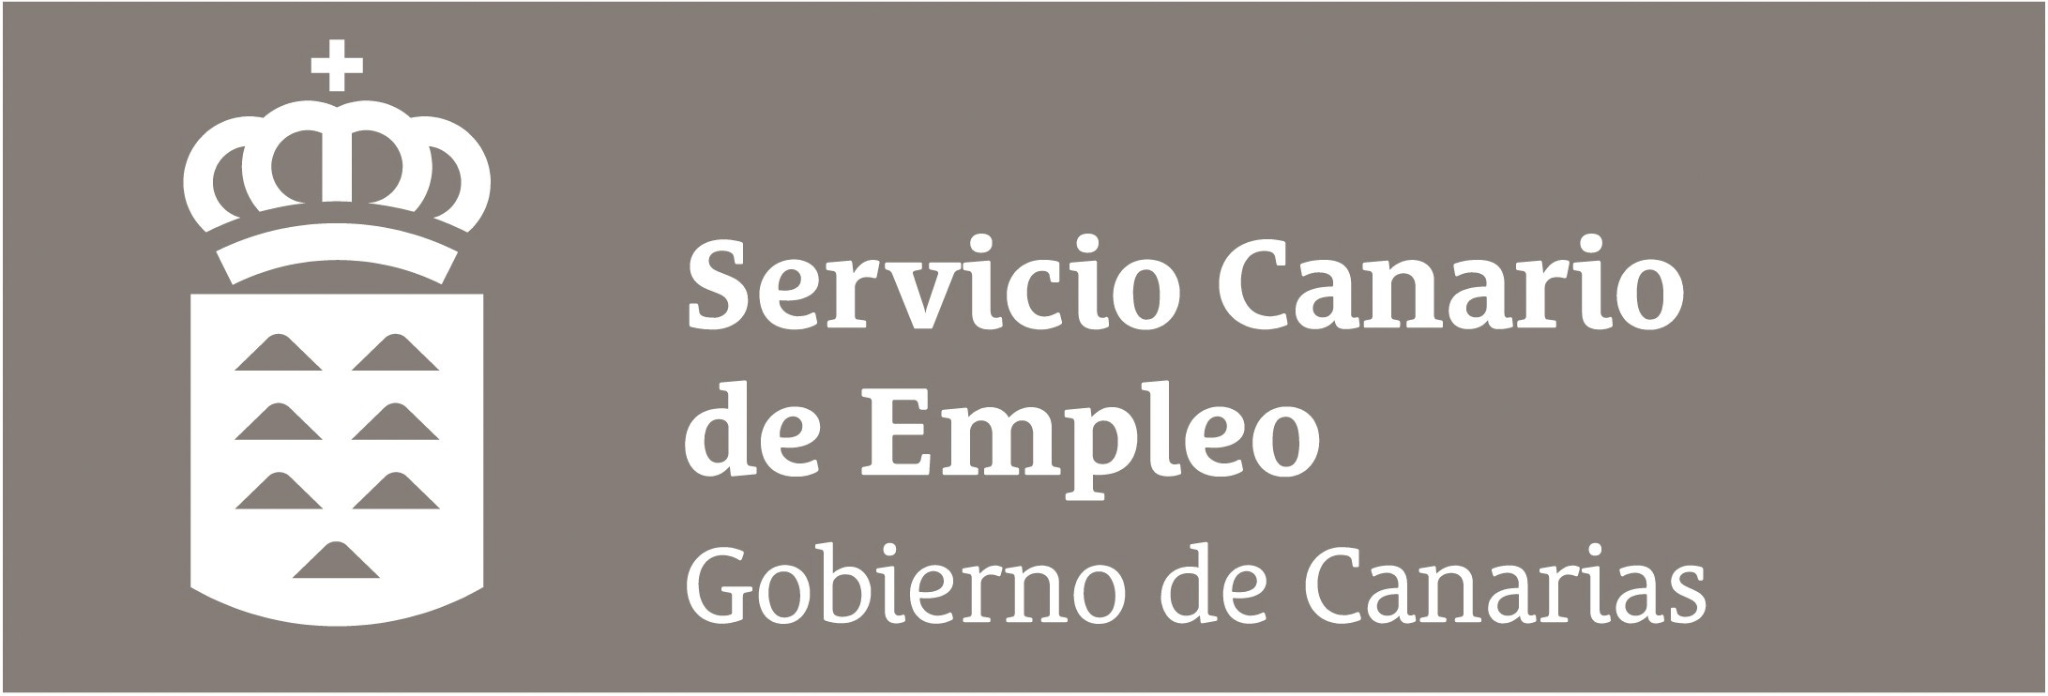 Servicio Canario
de Empleo
Gobierno de Canarias